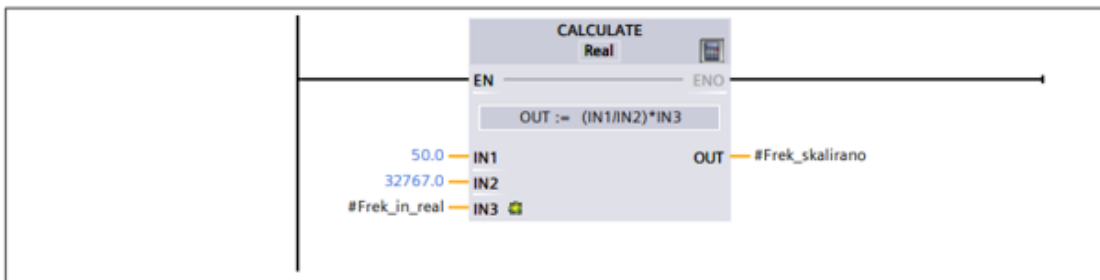 CALCULATE
Real
EN
ENO
OUT := (IN1/IN2)*IN3
50.0
IN1
OUT
#Frek_skalirano
32767.0
IN2
#Frek_in_real
IN3